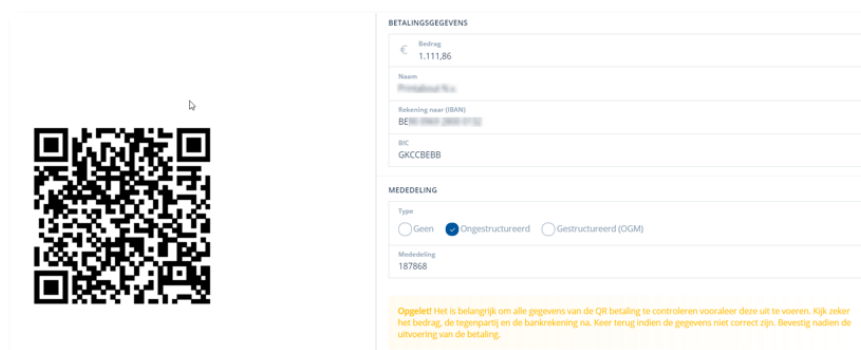 BETALINGSGEGEVENS
Bedrag
€ 1.111,86
Naam
Rekening naar (IBAN)
BE
BIC
GKCCBEBB
MEDEDELING
Type
Geen Ongestructureerd Gestructureerd (OGM)
Mededeling
187868
Opgelet! Het is belangrijk om alle gegevens van de QR betaling te controleren vooraleer deze uit te voeren. Kijk zeker
het bedrag, de tegenpartij en de bankrekening na. Keer terug indien de gegevens niet correct zijn. Bevestig nadien de
uitvoering van de betaling.